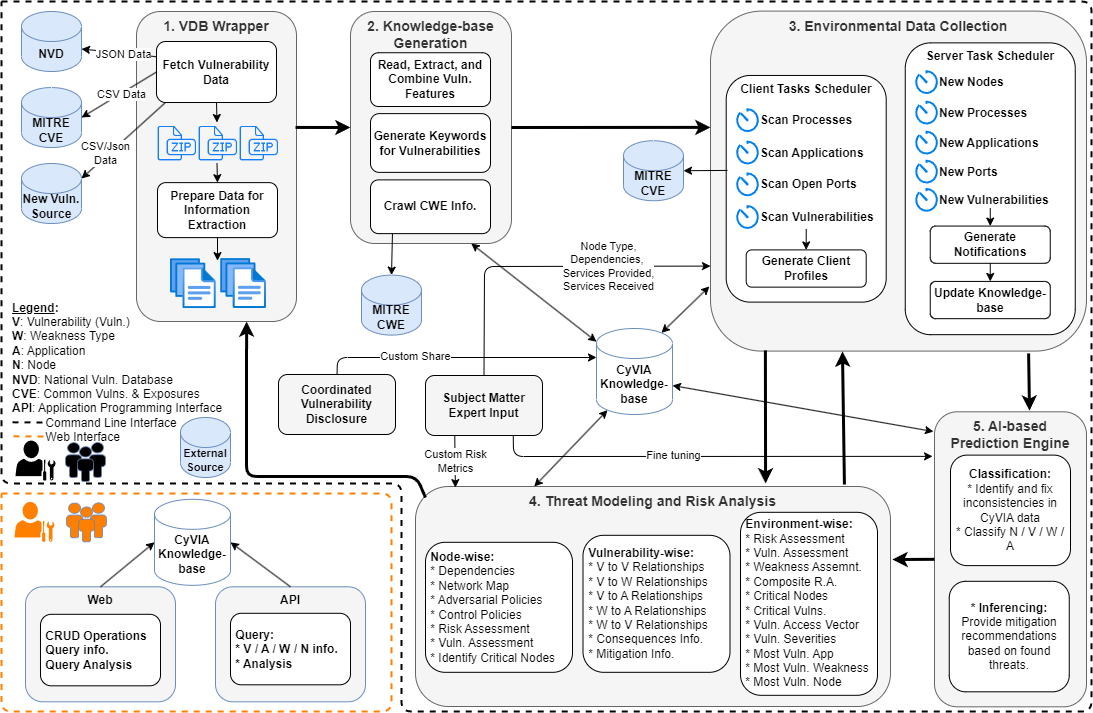 1. VDB Wrapper
NVD
JSON Data
Fetch Vulnerability
Data
CSV Data
MITRE
CVE
CSV/Json
Data
ZIP
ZIP
ZIP
New Vuln.
Source
Prepare Data for
Information
Extraction
2. Knowledge-base
Generation
Read, Extract, and
Combine Vuln.
Features
Generate Keywords
for Vulnerabilities
Crawl CWE Info.
MITRE
CWE
3. Environmental Data Collection
Client Tasks Scheduler
Scan Processes
Scan Applications
Scan Open Ports
Scan Vulnerabilities
Generate Client
Profiles
MITRE
CVE
Server Task Scheduler
New Nodes
New Processes
New Applications
New Ports
New Vulnerabilities
Generate
Notifications
Update Knowledge-
base
Node Type,
Dependencies,
Services Provided,
Services Received
Legend:
V: Vulnerability (Vuln.)
W: Weakness Type
A: Application
N: Node
NVD: National Vuln. Database
CVE: Common Vulns. & Exposures
API: Application Programming Interface
Command Line Interface
Web Interface
External
Source
Custom Share
Coordinated
Vulnerability
Disclosure
Subject Matter
Expert Input
CyVIA
Knowledge-
base
Custom Risk
Metrics
Fine tuning
4. Threat Modeling and Risk Analysis
Node-wise:
* Dependencies
* Network Map
* Adversarial Policies
* Control Policies
* Risk Assessment
* Vuln. Assessment
* Identify Critical Nodes
Vulnerability-wise:
* V to V Relationships
* V to W Relationships
* V to A Relationships
* W to A Relationships
* W to V Relationships
* Consequences Info.
* Mitigation Info.
Environment-wise:
* Risk Assessment
* Vuln. Assessment
* Weakness Assemnt.
* Composite R.A.
* Critical Nodes
* Critical Vulns.
* Vuln. Access Vector
* Vuln. Severities
* Most Vuln. App
* Most Vuln. Weakness
* Most Vuln. Node
5. AI-based
Prediction Engine
Classification:
* Identify and fix
inconsistencies in
CyVIA data
* Classify N / V / W /
A
* Inferencing:
Provide mitigation
recommendations
based on found
threats.
CyVIA
Knowledge-
base
Web
CRUD Operations
Query info.
Query Analysis
API
Query:
* V / A / W / N info.
* Analysis